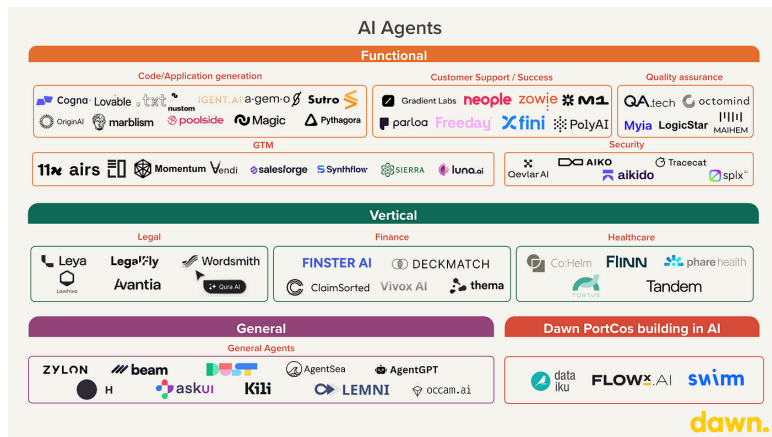 AI Agents
Functional
Code/Application generation
Customer Support / Success
Quality assurance
Cogna Lovable .txt nustom IGENT.AI a·gem·o Sutro
OriginAI marblism poolside Magic Pythagora
Gradient Labs neople zowie M1
parloa Freeday fini PolyAI
QA.tech octomind
Myia LogicStar MAIHEM
GTM
Security
11x airs Momentum Vendi salesforge Synthflow SIERRA luna.ai
Qevlar AI AIKO Tracecat
aikido splx
Vertical
Legal
Finance
Healthcare
Leya Legalfly Wordsmith
Lawhive Avantia Qura AI
FINSTER AI DECKMATCH
ClaimSorted Vivox AI thema
Co:Helm FLINN phare health
TORTUS Tandem
General
Dawn PortCos building in AI
General Agents
ZYLON beam DUST AgentSea AgentGPT
H askUI Kili LEMNI occam.ai
data iku FLOWX.AI swimm
dawn.